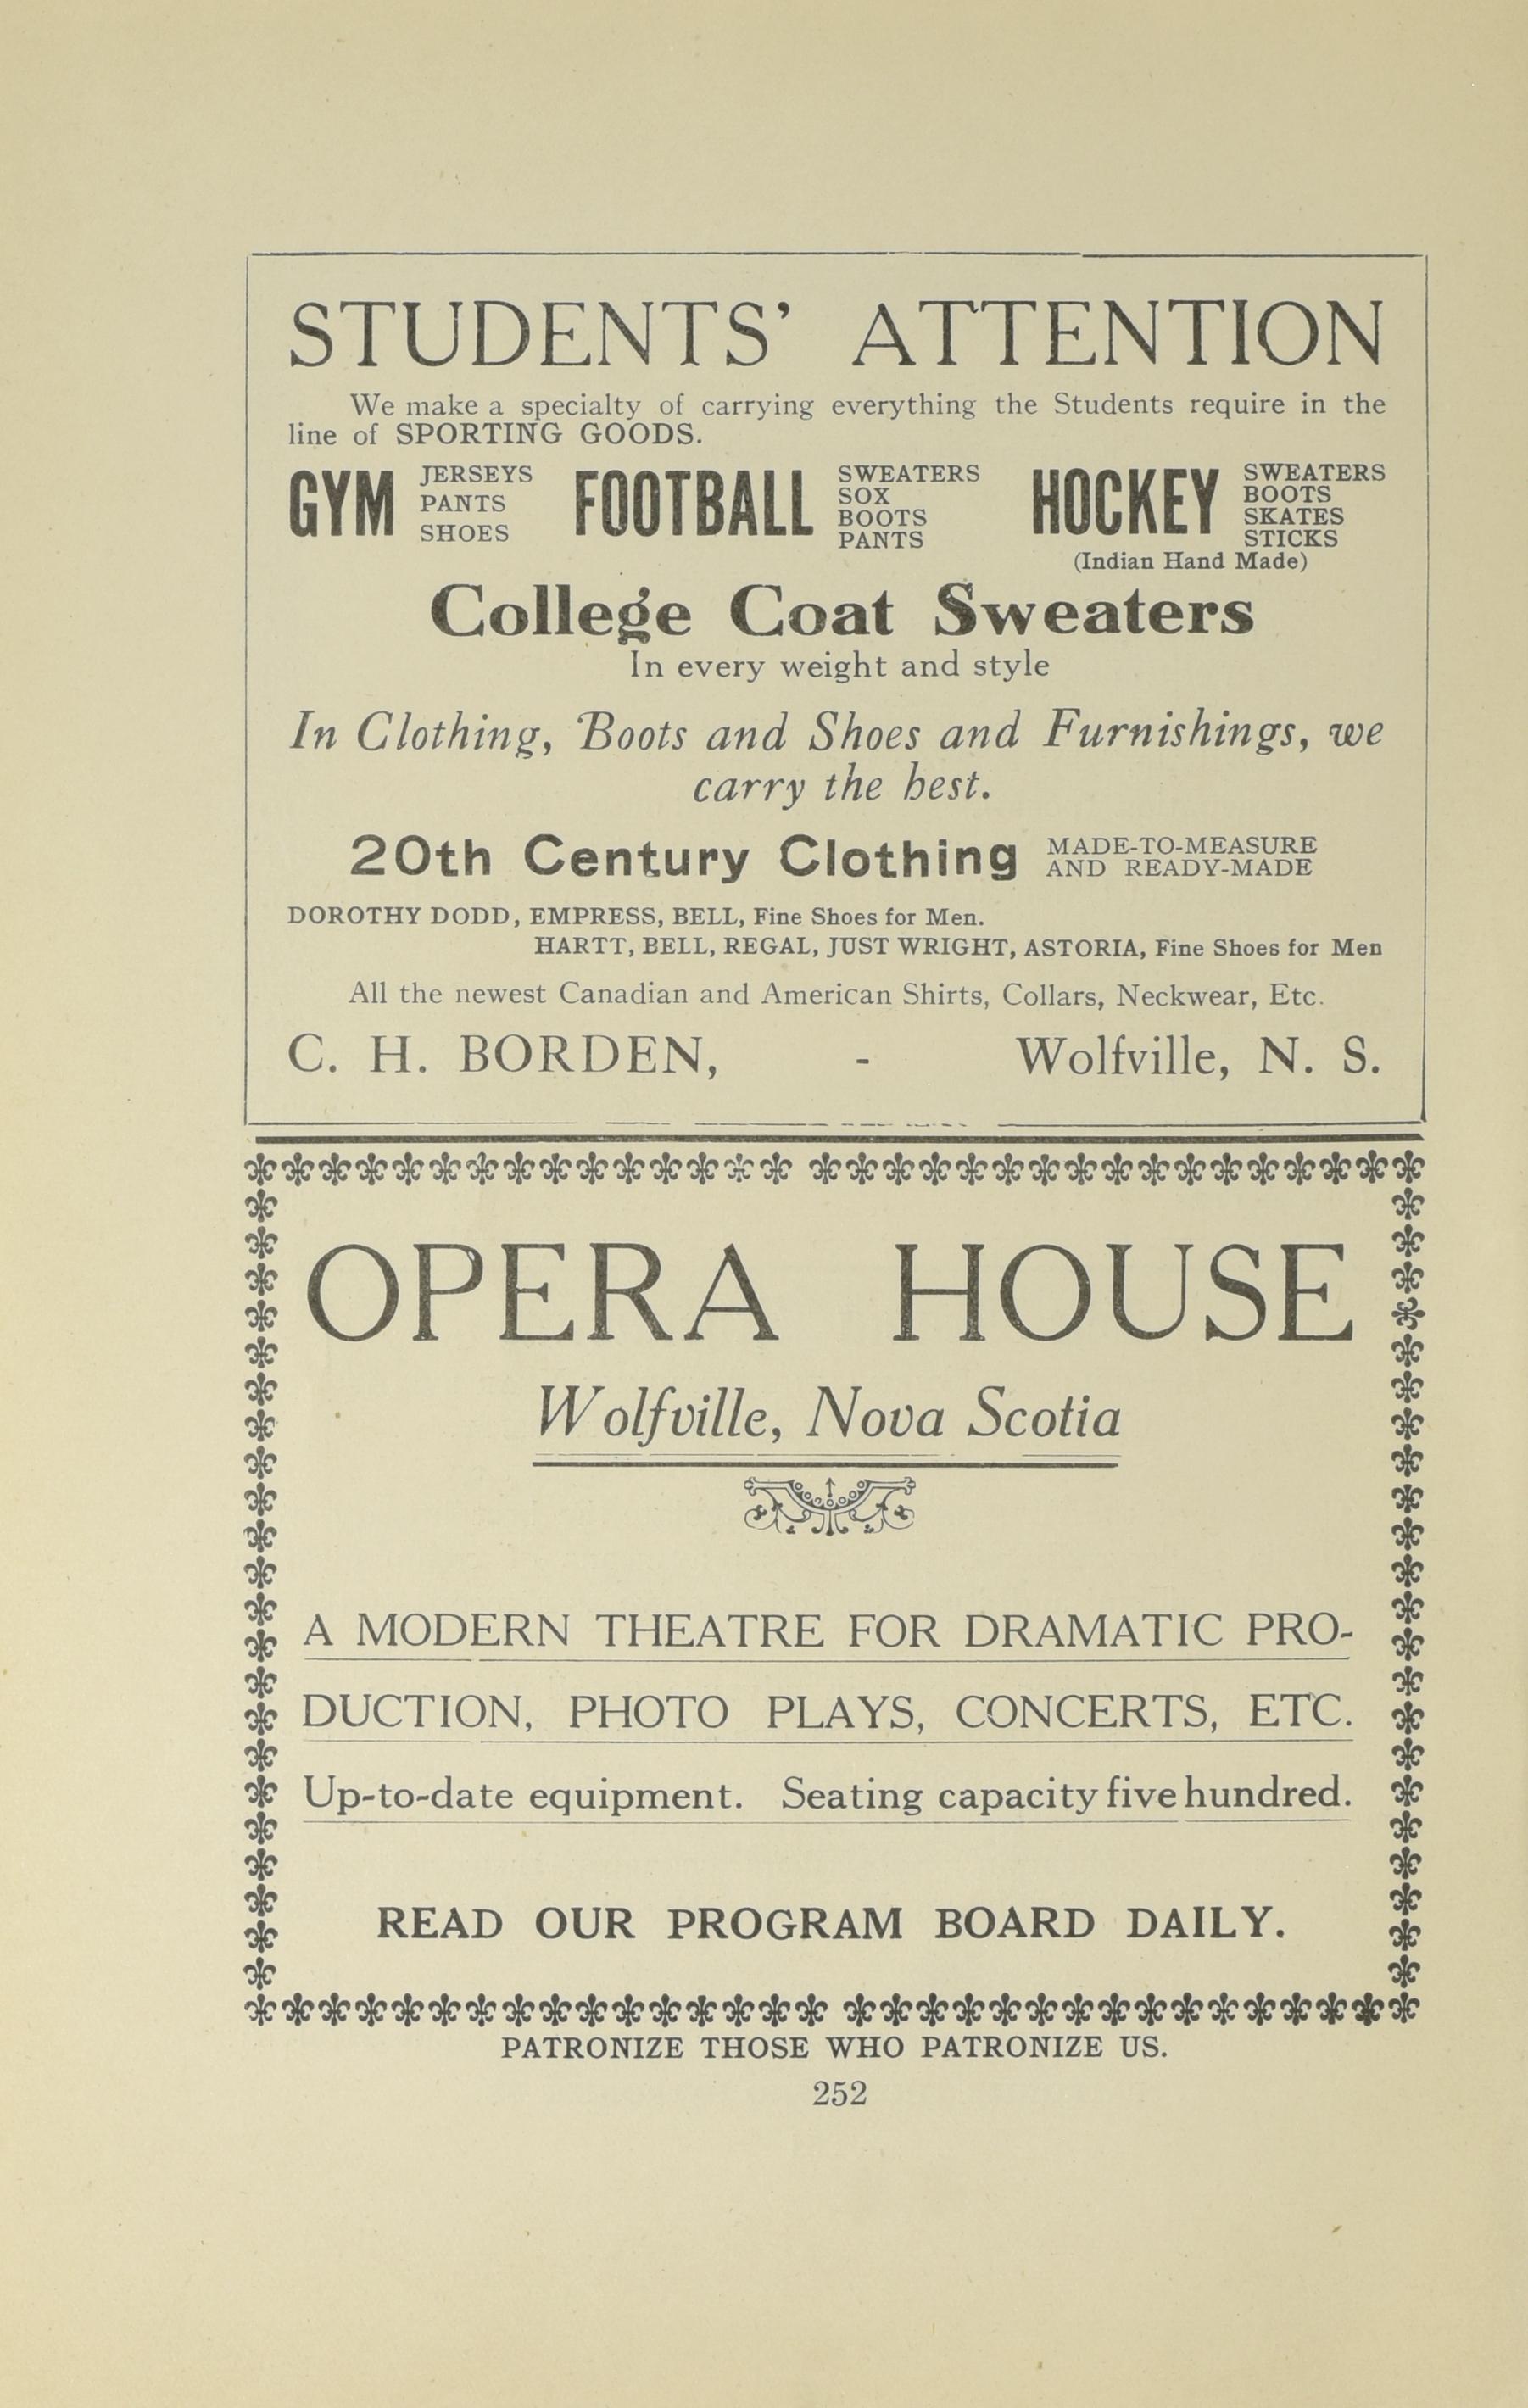 STUDENTS' ATTENTION
We make a specialty of carrying everything the Students require in the
line of SPORTING GOODS.
GYM JERSEYS
PANTS
SHOES
FOOTBALL SWEATERS
SOX
BOOTS
PANTS
HOCKEY SWEATERS
BOOTS
SKATES
STICKS
(Indian Hand Made)
College Coat Sweaters
In every weight and style
In Clothing, Boots and Shoes and Furnishings, we
carry the best.
20th Century Clothing MADE-TO-MEASURE
AND READY-MADE
DOROTHY DODD, EMPRESS, BELL, Fine Shoes for Men.
HARTT, BELL, REGAL, JUST WRIGHT, ASTORIA, Fine Shoes for Men
All the newest Canadian and American Shirts, Collars, Neckwear, Etc.
C. H. BORDEN, - Wolfville, N. S.
OPERA HOUSE
Wolfville, Nova Scotia
A MODERN THEATRE FOR DRAMATIC PRO-
DUCTION, PHOTO PLAYS, CONCERTS, ETC.
Up-to-date equipment. Seating capacity five hundred.
READ OUR PROGRAM BOARD DAILY.
PATRONIZE THOSE WHO PATRONIZE US.
252